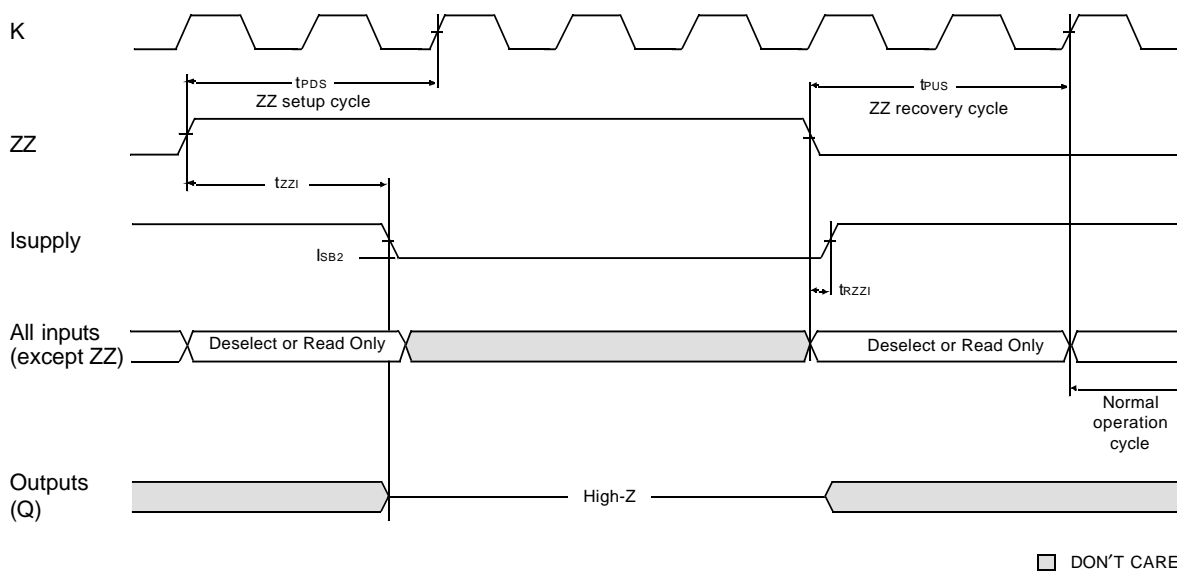 K
tPDS
ZZ setup cycle
tPUS
ZZ recovery cycle
ZZ
tZZI
Isupply
ISB2
tRZZI
All inputs
(except ZZ)
Deselect or Read Only
Deselect or Read Only
Normal
operation
cycle
Outputs
(Q)
High-Z
DON'T CARE